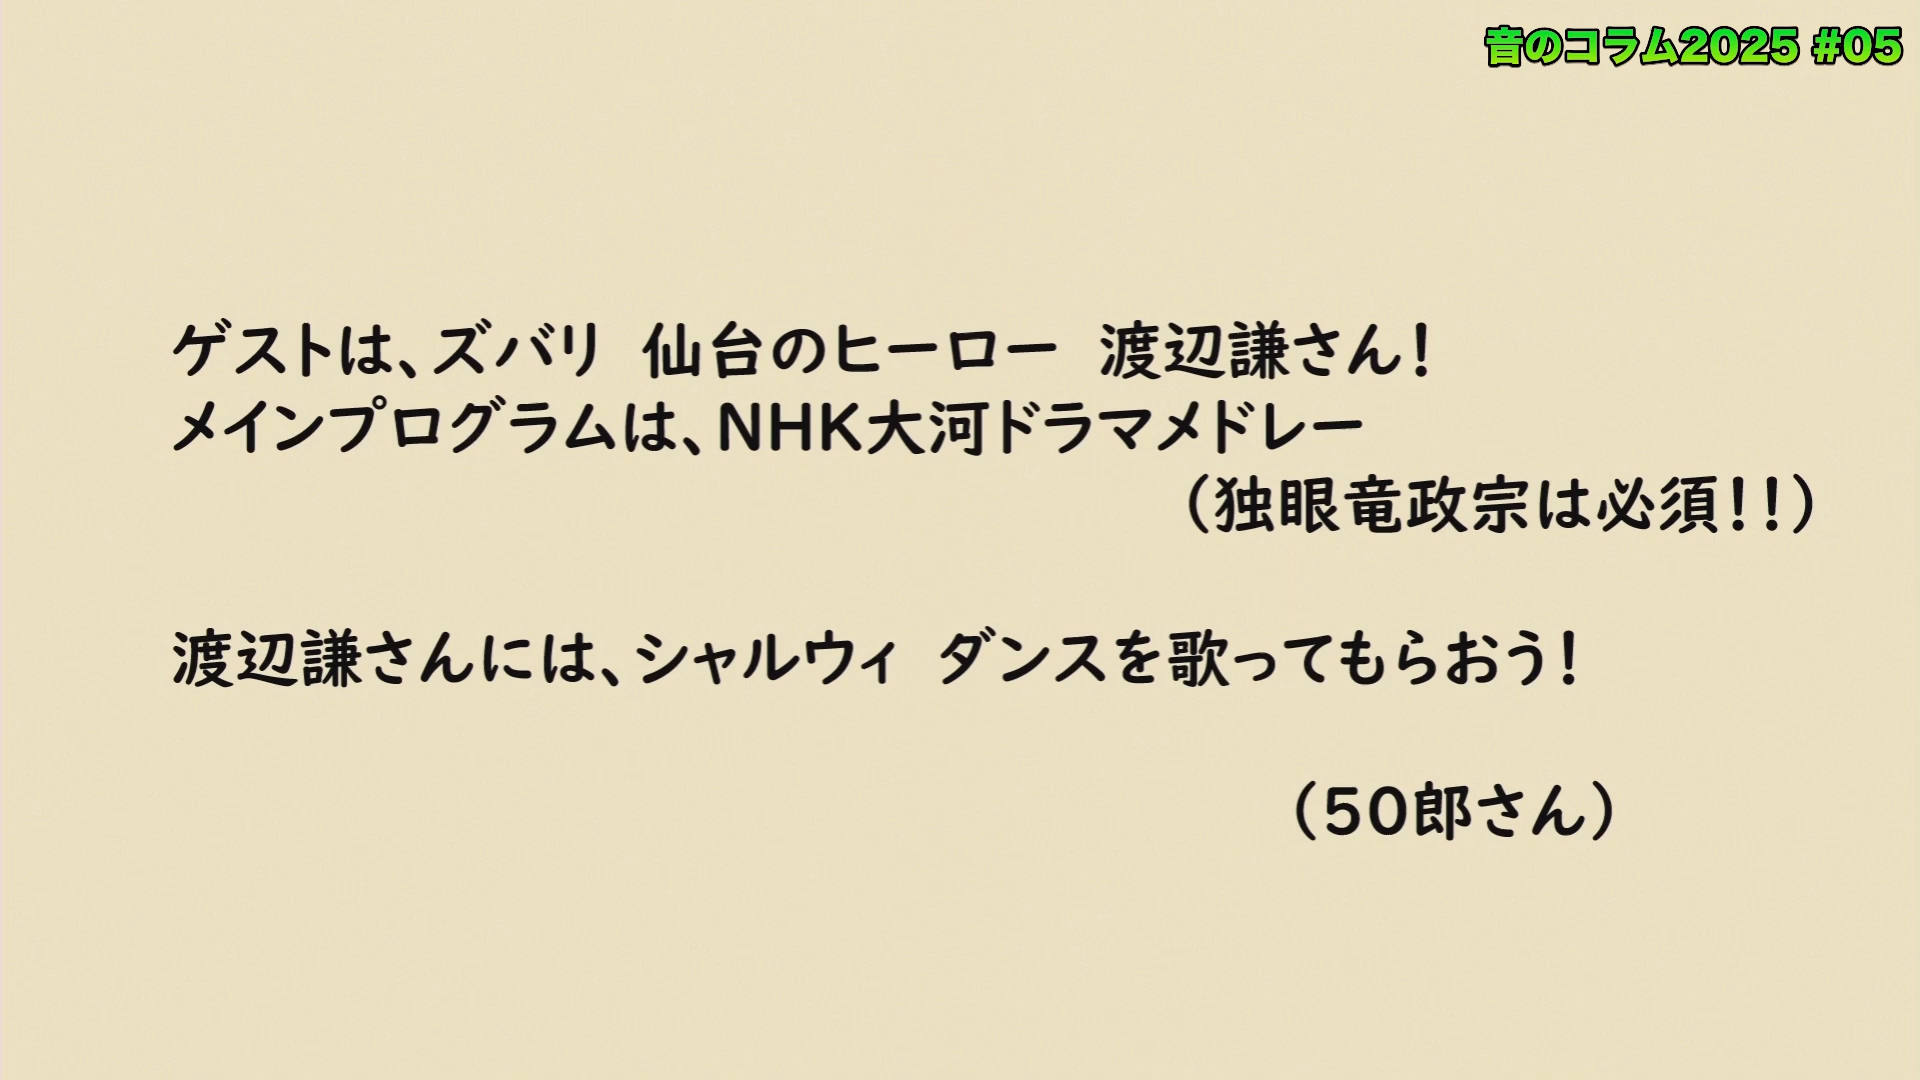 音のコラム2025 #05
ゲストは、ズバリ　仙台のヒーロー　渡辺謙さん！
メインプログラムは、NHK大河ドラマメドレー
（独眼竜政宗は必須！！）
渡辺謙さんには、シャルウィ　ダンスを歌ってもらおう！
（50郎さん）